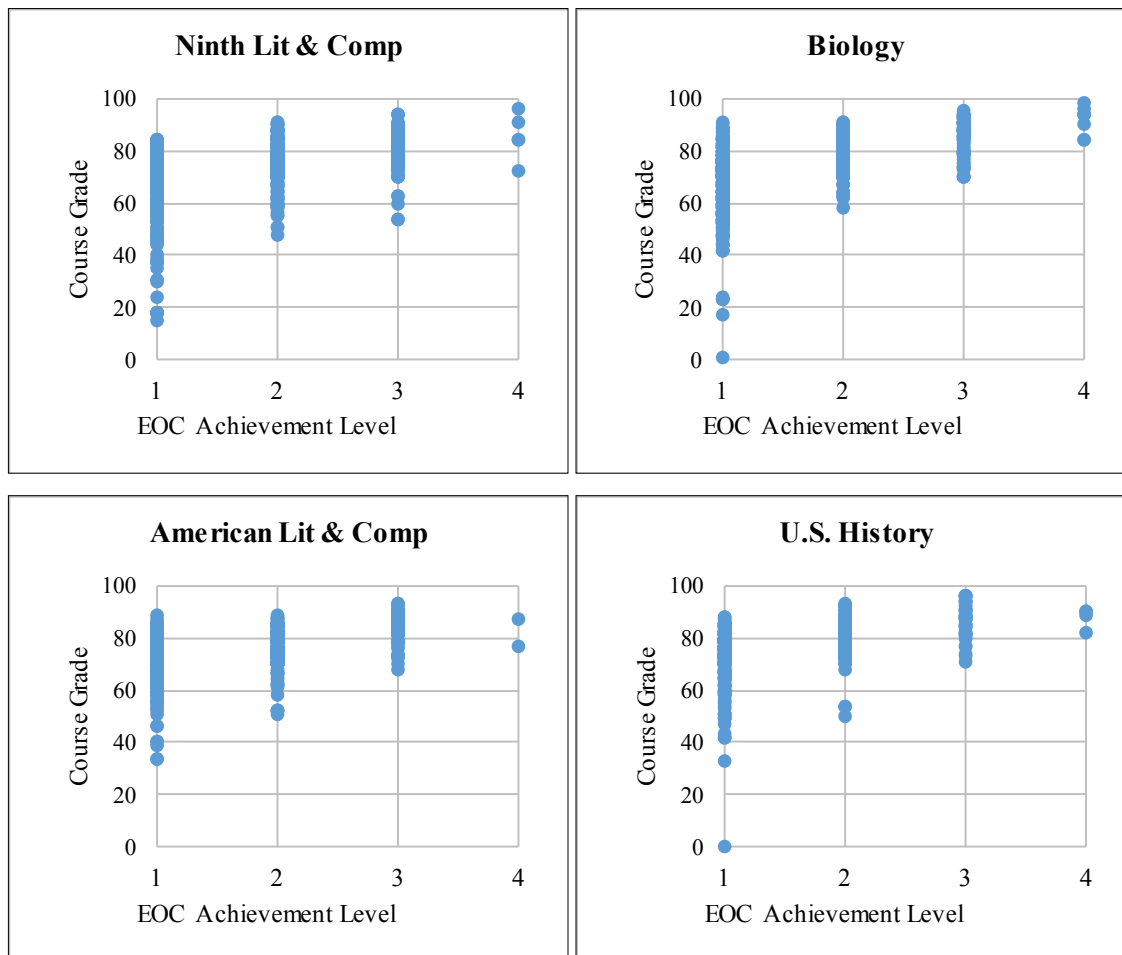 Ninth Lit & Comp
100
80
60
40
20
0
Course Grade
1 2 3 4
EOC Achievement Level
Biology
100
80
60
40
20
0
Course Grade
1 2 3 4
EOC Achievement Level
American Lit & Comp
100
80
60
40
20
0
Course Grade
1 2 3 4
EOC Achievement Level
U.S. History
100
80
60
40
20
0
Course Grade
1 2 3 4
EOC Achievement Level